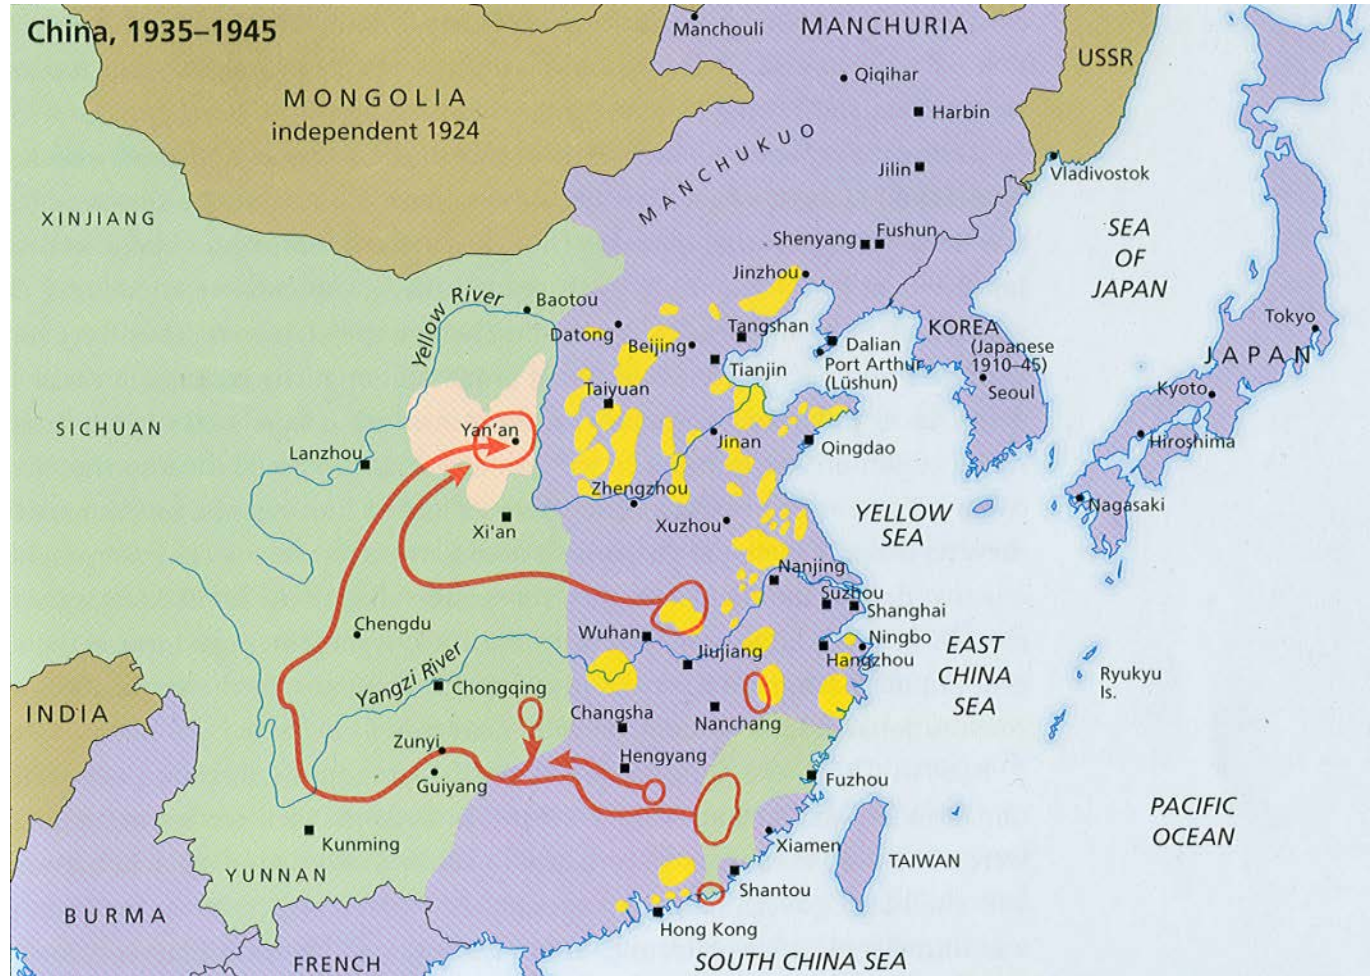 China, 1935–1945
MONGOLIA
independent 1924
Manchouli
MANCHURIA
USSR
Qiqihar
Harbin
MANCHUKUO
Jilin
Vladivostok
XINJIANG
Shenyang
Fushun
SEA
OF
JAPAN
Jinzhou
Yellow River
Baotou
Datong
Beijing
Tangshan
Tianjin
Dalian
Port Arthur
(Lüshun)
KOREA
(Japanese
1910–45)
Seoul
Tokyo
JAPAN
Kyoto
Hiroshima
Nagasaki
Taiyuan
SICHUAN
Yan'an
Lanzhou
Jinan
Qingdao
Zhengzhou
Xuzhou
Xi'an
YELLOW
SEA
Nanjing
Suzhou
Shanghai
Chengdu
Wuhan
Jiujiang
Ningbo
Hangzhou
EAST
CHINA
SEA
Ryukyu
Is.
Yangzi River
Chongqing
INDIA
Changsha
Nanchang
Zunyi
Guiyang
Hengyang
Fuzhou
PACIFIC
OCEAN
Kunming
Xiamen
TAIWAN
YUNNAN
Shantou
BURMA
Hong Kong
FRENCH
SOUTH CHINA SEA